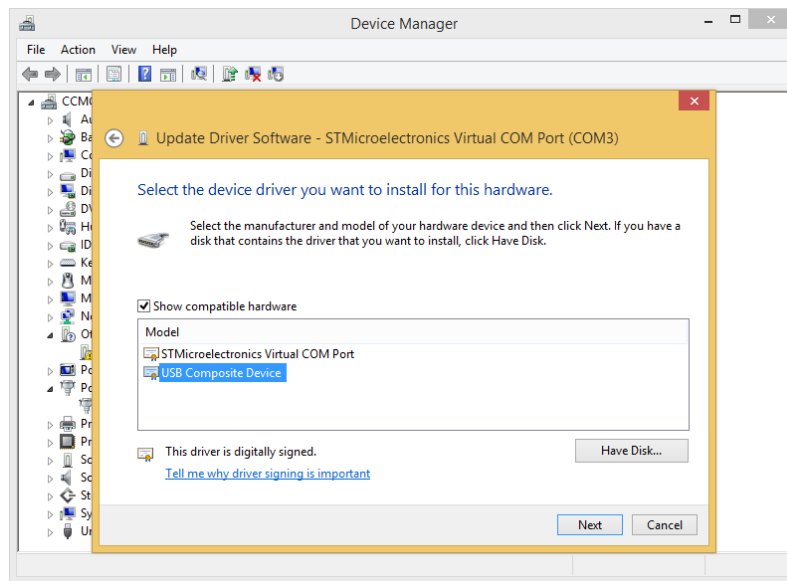 Device Manager
File Action View Help
Update Driver Software - STMicroelectronics Virtual COM Port (COM3)
Select the device driver you want to install for this hardware.
Select the manufacturer and model of your hardware device and then click Next. If you have a
disk that contains the driver that you want to install, click Have Disk.
Show compatible hardware
Model
STMicroelectronics Virtual COM Port
USB Composite Device
This driver is digitally signed.
Have Disk...
Tell me why driver signing is important
Next Cancel